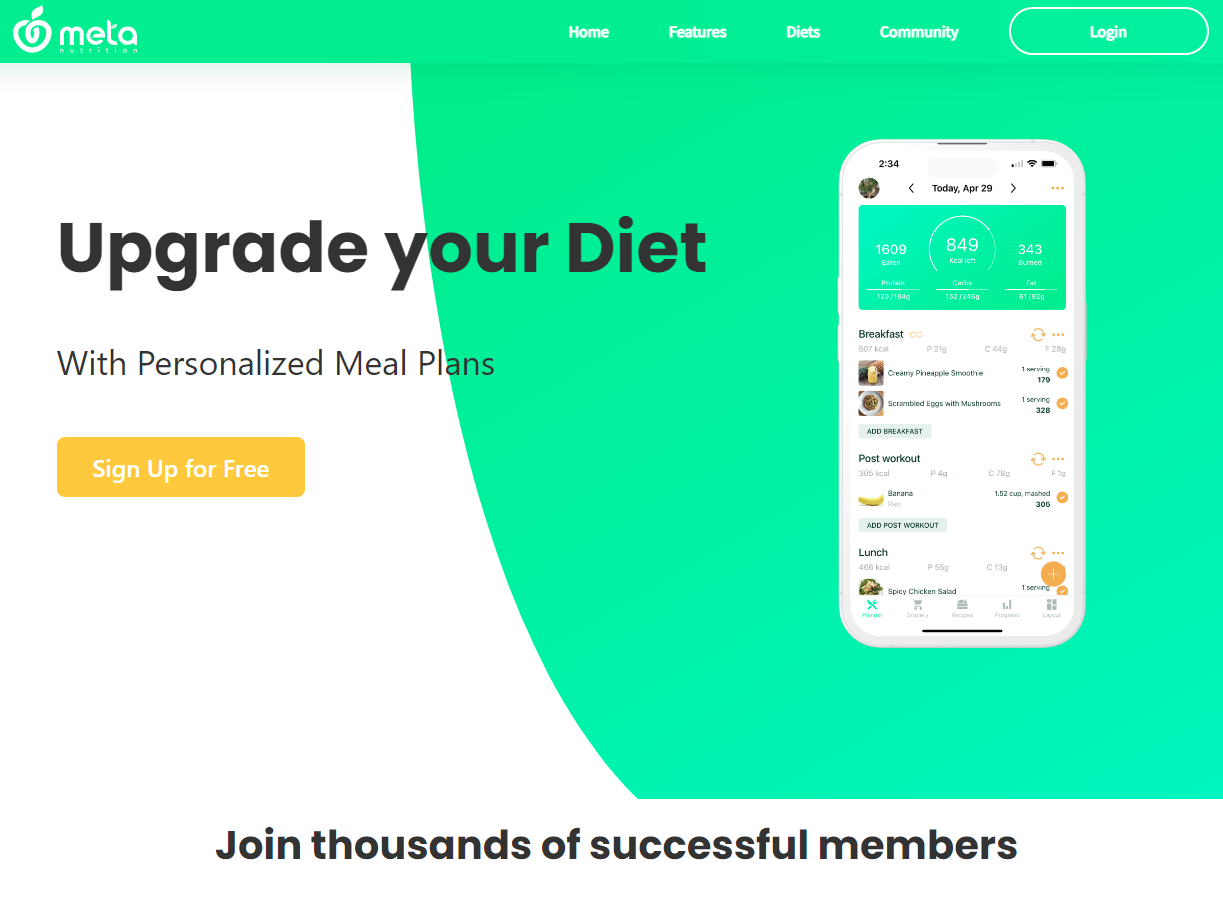 meta
nutrition
Home Features Diets Community Login
Upgrade your Diet
With Personalized Meal Plans
Sign Up for Free
2:34
Today, Apr 29
1609 849 343
Eaten Kcal left Burned
Protein Carbs Fat
120 /184g 152 /246g 61 /82g
Breakfast
507 kcal P 21g C 44g F 28g
Creamy Pineapple Smoothie 1 serving
179
Scrambled Eggs with Mushrooms 1 serving
328
ADD BREAKFAST
Post workout
305 kcal P 4g C 78g F 1g
Banana 1.52 cup, mashed
Raw 305
ADD POST WORKOUT
Lunch
466 kcal P 55g C 13g
Spicy Chicken Salad 1 serving
Planner Grocery Recipes Progress Layout
Join thousands of successful members